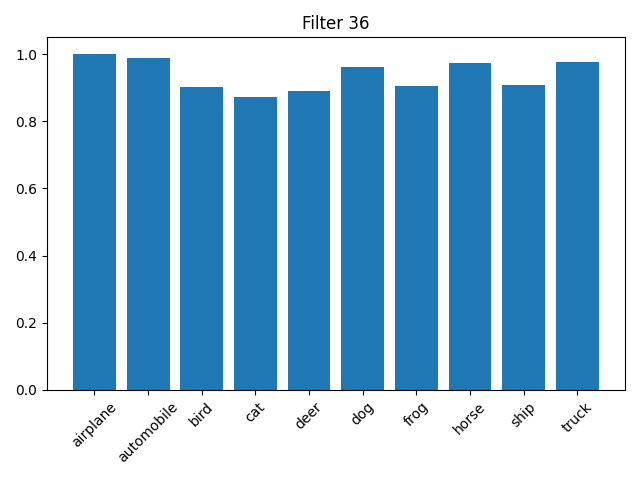 Filter 36
1.0
0.8
0.6
0.4
0.2
0.0
airplane
automobile
bird
cat
deer
dog
frog
horse
ship
truck